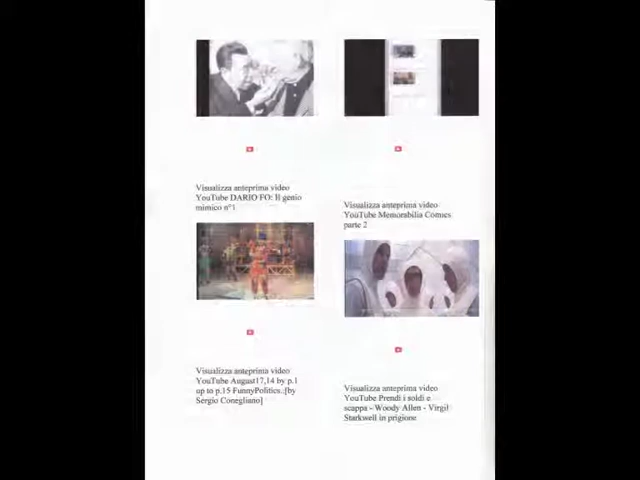 Visualizza anteprima video
YouTube DARIO FO: Il genio
mimico n°1
Visualizza anteprima video
YouTube August17,14 by p.1
up to p.15 FunnyPolitics..[by
Sergio Conegliano]
Visualizza anteprima video
YouTube Memorabilia Comics
parte 2
Visualizza anteprima video
YouTube Prendi i soldi e
scappa - Woody Allen - Virgil
Starkwell in prigione